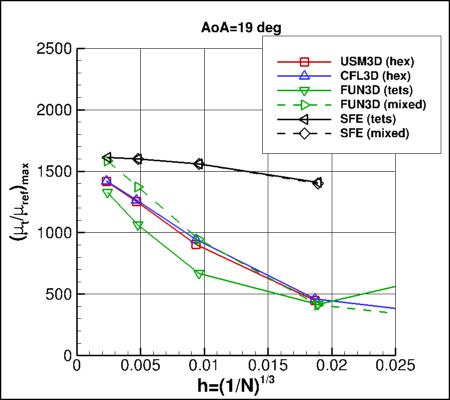 AoA=19 deg
2500
2000
1500
1000
500
0
(μt/μref)max
USM3D (hex)
CFL3D (hex)
FUN3D (tets)
FUN3D (mixed)
SFE (tets)
SFE (mixed)
0 0.005 0.01 0.015 0.02 0.025
h=(1/N)^1/3